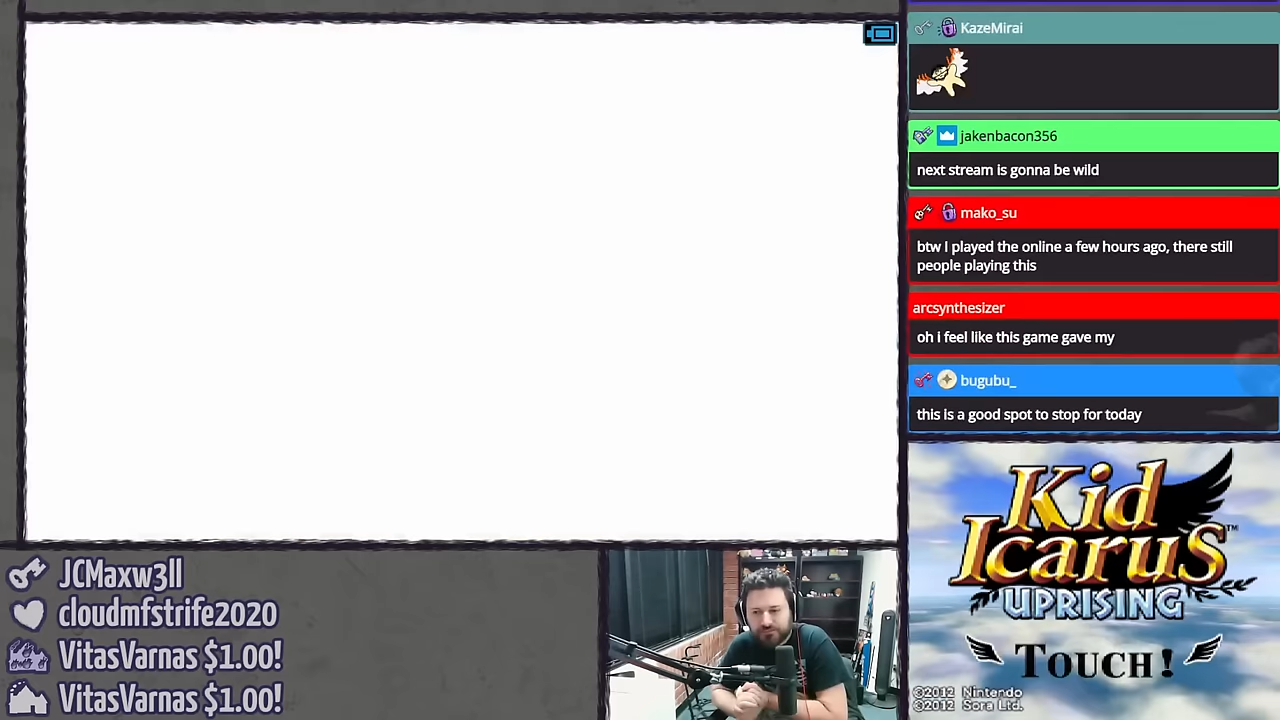 KazeMirai
jakenbacon356
next stream is gonna be wild
mako_su
btw I played the online a few hours ago, there still
people playing this
arcsynthesizer
oh i feel like this game gave my
bugubu_
this is a good spot to stop for today
Kid
Icarus™
UPRISING
TOUCH!
©2012 Nintendo
©2012 Sora Ltd.
JCMaxw3ll
cloudmfstrife2020
VitasVarnas $1.00!
VitasVarnas $1.00!